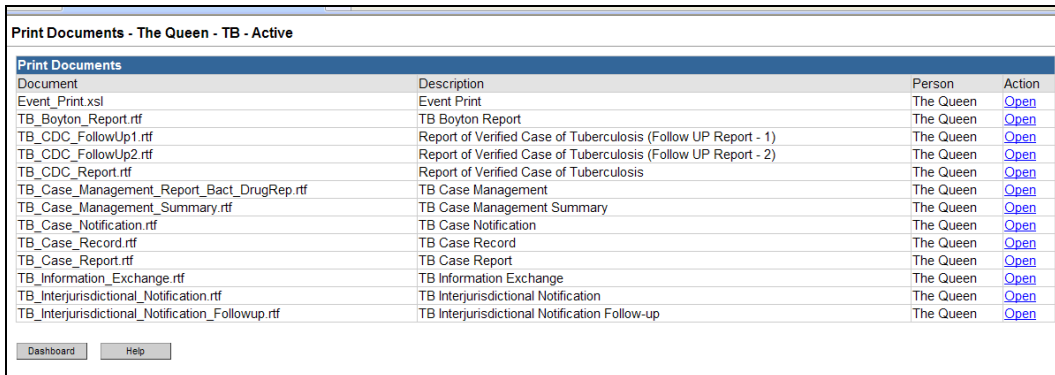 Print Documents - The Queen - TB - Active
Print Documents
Document Description Person Action
Event_Print.xsl Event Print The Queen Open
TB_Boyton_Report.rtf TB Boyton Report The Queen Open
TB_CDC_FollowUp1.rtf Report of Verified Case of Tuberculosis (Follow UP Report - 1) The Queen Open
TB_CDC_FollowUp2.rtf Report of Verified Case of Tuberculosis (Follow UP Report - 2) The Queen Open
TB_CDC_Report.rtf Report of Verified Case of Tuberculosis The Queen Open
TB_Case_Management_Report_Bact_DrugRep.rtf TB Case Management The Queen Open
TB_Case_Management_Summary.rtf TB Case Management Summary The Queen Open
TB_Case_Notification.rtf TB Case Notification The Queen Open
TB_Case_Record.rtf TB Case Record The Queen Open
TB_Case_Report.rtf TB Case Report The Queen Open
TB_Information_Exchange.rtf TB Information Exchange The Queen Open
TB_Interjurisdictional_Notification.rtf TB Interjurisdictional Notification The Queen Open
TB_Interjurisdictional_Notification_Followup.rtf TB Interjurisdictional Notification Follow-up The Queen Open
Dashboard Help